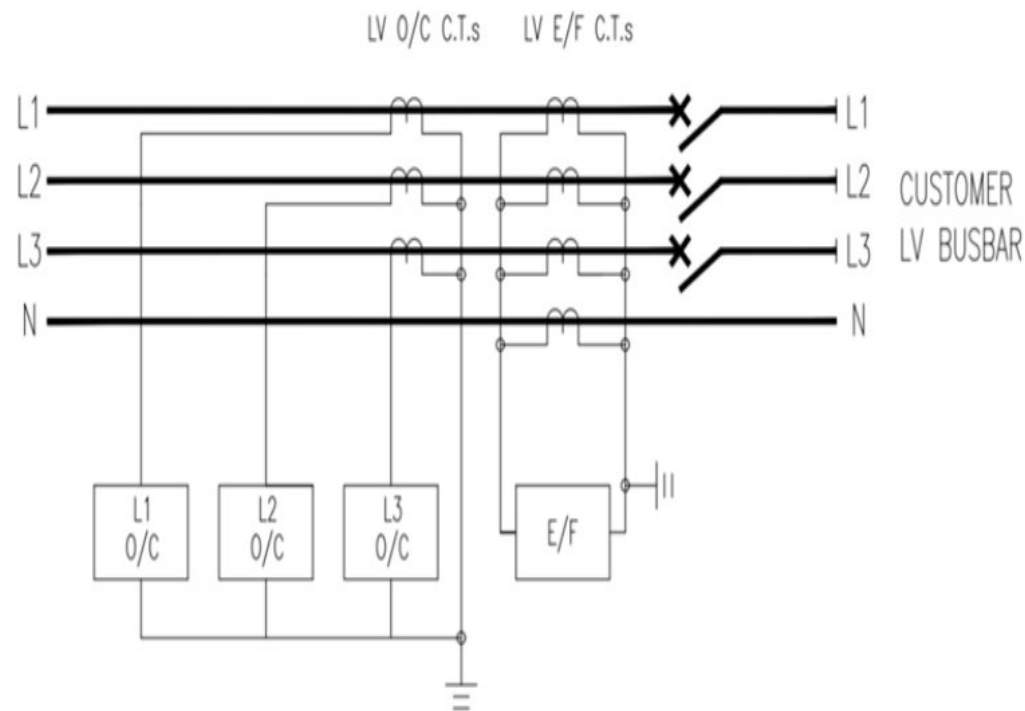 LV O/C C.T.s
LV E/F C.T.s
L1
L1
L2
L2
CUSTOMER
L3
L3
LV BUSBAR
N
N
L1
O/C
L2
O/C
L3
O/C
E/F